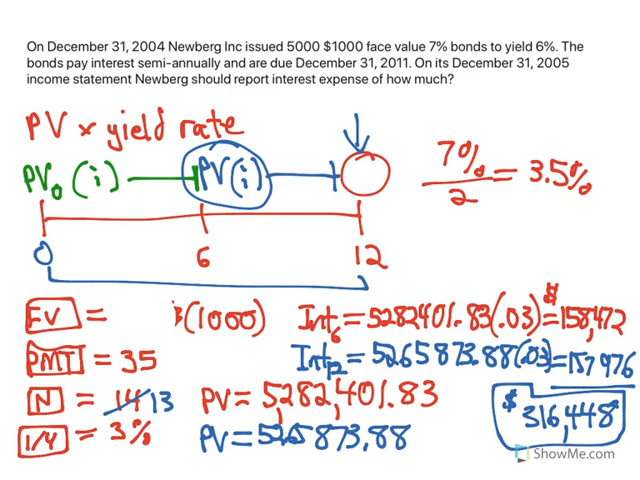 On December 31, 2004 Newberg Inc issued 5000 $1000 face value 7% bonds to yield 6%. The
bonds pay interest semi-annually and are due December 31, 2011. On its December 31, 2005
income statement Newberg should report interest expense of how much?
PV x yield rate
PV0 (i) PV(i)
7%/2 = 3.5%
0 6 12
FV = (1000)
PMT = 35
N = 14 13
I/Y = 3%
Int6 = 5282401.83(.03) = $158,472
Int12 = 5265873.88(.03) = 157976
PV = 5,282,401.83
PV = 5265873.88
$316,448
ShowMe.com